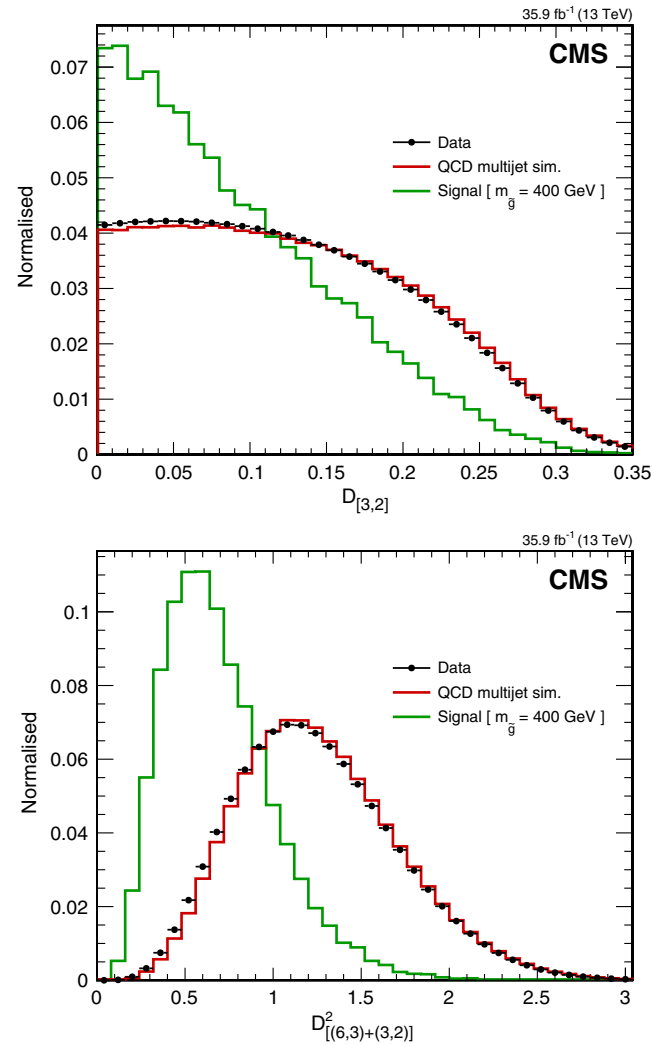 35.9 fb⁻¹ (13 TeV)
CMS
Normalised
0.07
0.06
0.05
0.04
0.03
0.02
0.01
0
Data
QCD multijet sim.
Signal [ m_g̃ = 400 GeV ]
0 0.05 0.1 0.15 0.2 0.25 0.3 0.35
D_[3,2]
35.9 fb⁻¹ (13 TeV)
CMS
Normalised
0.1
0.08
0.06
0.04
0.02
0
Data
QCD multijet sim.
Signal [ m_g̃ = 400 GeV ]
0 0.5 1 1.5 2 2.5 3
D²_[(6,3)+(3,2)]